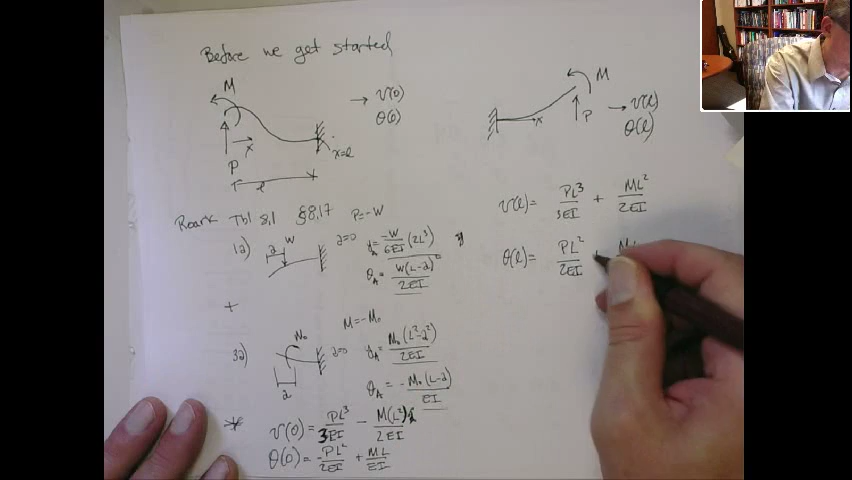 Before we get started
M
→ v(0)
θ(0)
P
x
x=l
l
M
P
x
→ v(l)
θ(l)
Roark Tbl 8.1 §8.17 P=-W
1a) a W a=0 y_A = -W/6EI (2L³)
θ_A = W(L-a)²/2EI
+
M=-M₀
3a) M₀ a a=0 y_A = M₀(L²-a²)/2EI
θ_A = -M₀(L-a)/EI
* v(0) = PL³/3EI - M(L²)/2EI
θ(0) = -PL²/2EI + ML/EI
v(l) = PL³/3EI + ML²/2EI
θ(l) = PL²/2EI + ML